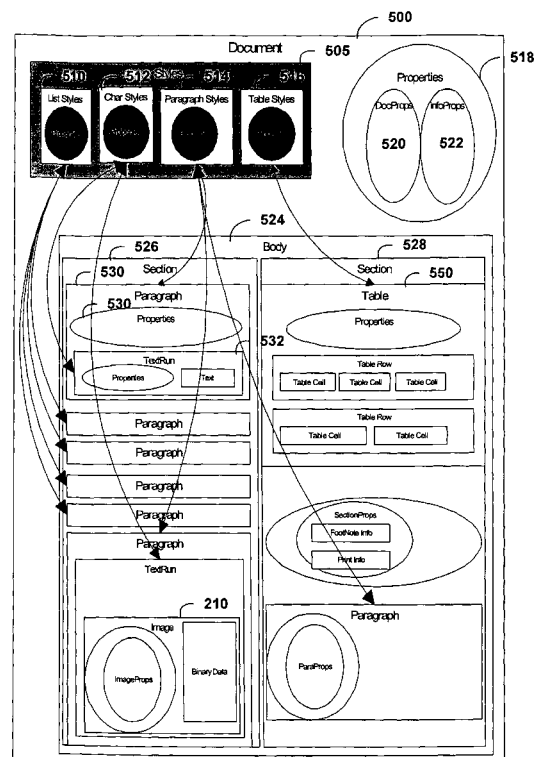 500
Document
505
518
510
512
514
516
List Styles
Char Styles
Paragraph Styles
Table Styles
Properties
DocProps
InfoProps
520
522
524
Body
526
528
Section
Section
530
550
Paragraph
Table
530
Properties
Properties
532
TextRun
Properties
Text
Table Row
Table Cell
Table Cell
Table Cell
Table Row
Table Cell
Table Cell
Paragraph
Paragraph
Paragraph
Paragraph
Paragraph
TextRun
SectionProps
FootNote Info
Print Info
210
Image
ImageProps
BinaryData
Paragraph
ParaProps